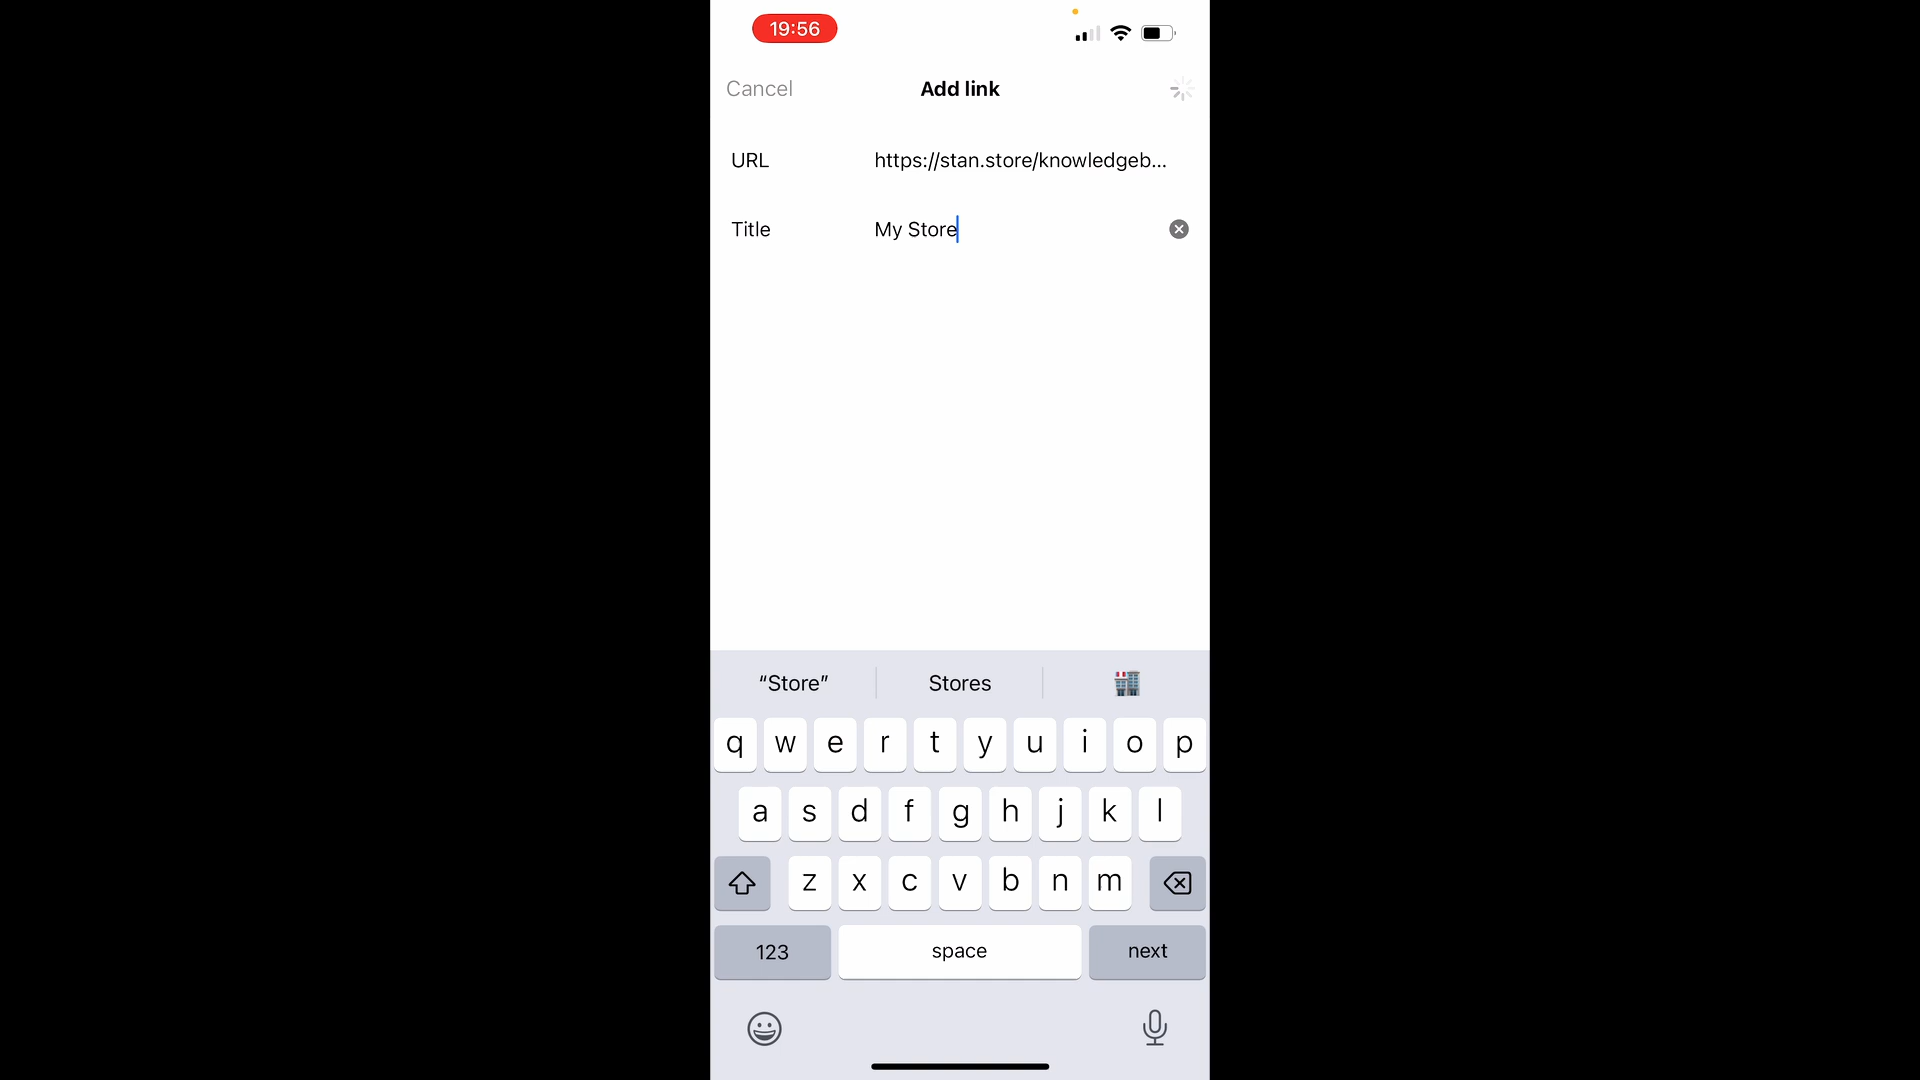 19:56
Cancel Add link
URL https://stan.store/knowledgeb...
Title My Store
“Store” Stores
q w e r t y u i o p
a s d f g h j k l
z x c v b n m
123 space next